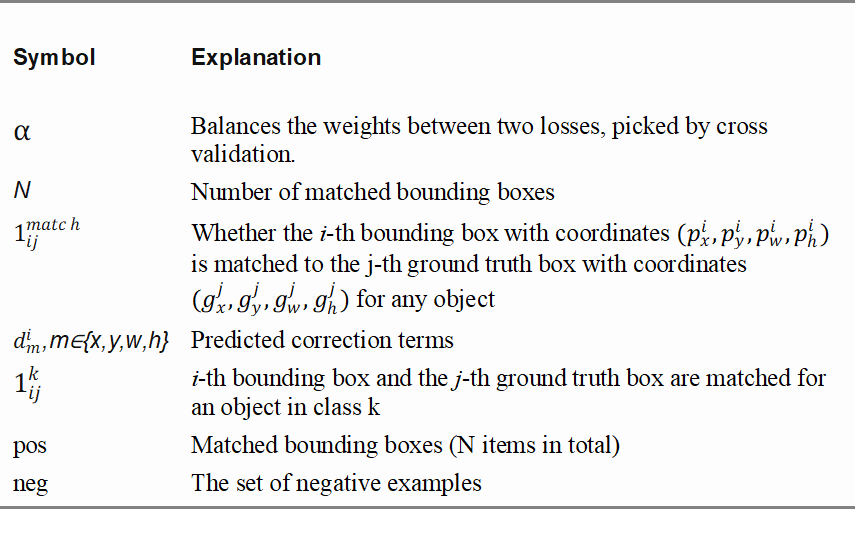 Symbol Explanation
α Balances the weights between two losses, picked by cross
validation.
N Number of matched bounding boxes
1_{ij}^{match} Whether the i-th bounding box with coordinates (p_x^i, p_y^i, p_w^i, p_h^i)
is matched to the j-th ground truth box with coordinates
(g_x^j, g_y^j, g_w^j, g_h^j) for any object
d_m^i, m∈{x,y,w,h} Predicted correction terms
1_{ij}^k i-th bounding box and the j-th ground truth box are matched for
an object in class k
pos Matched bounding boxes (N items in total)
neg The set of negative examples